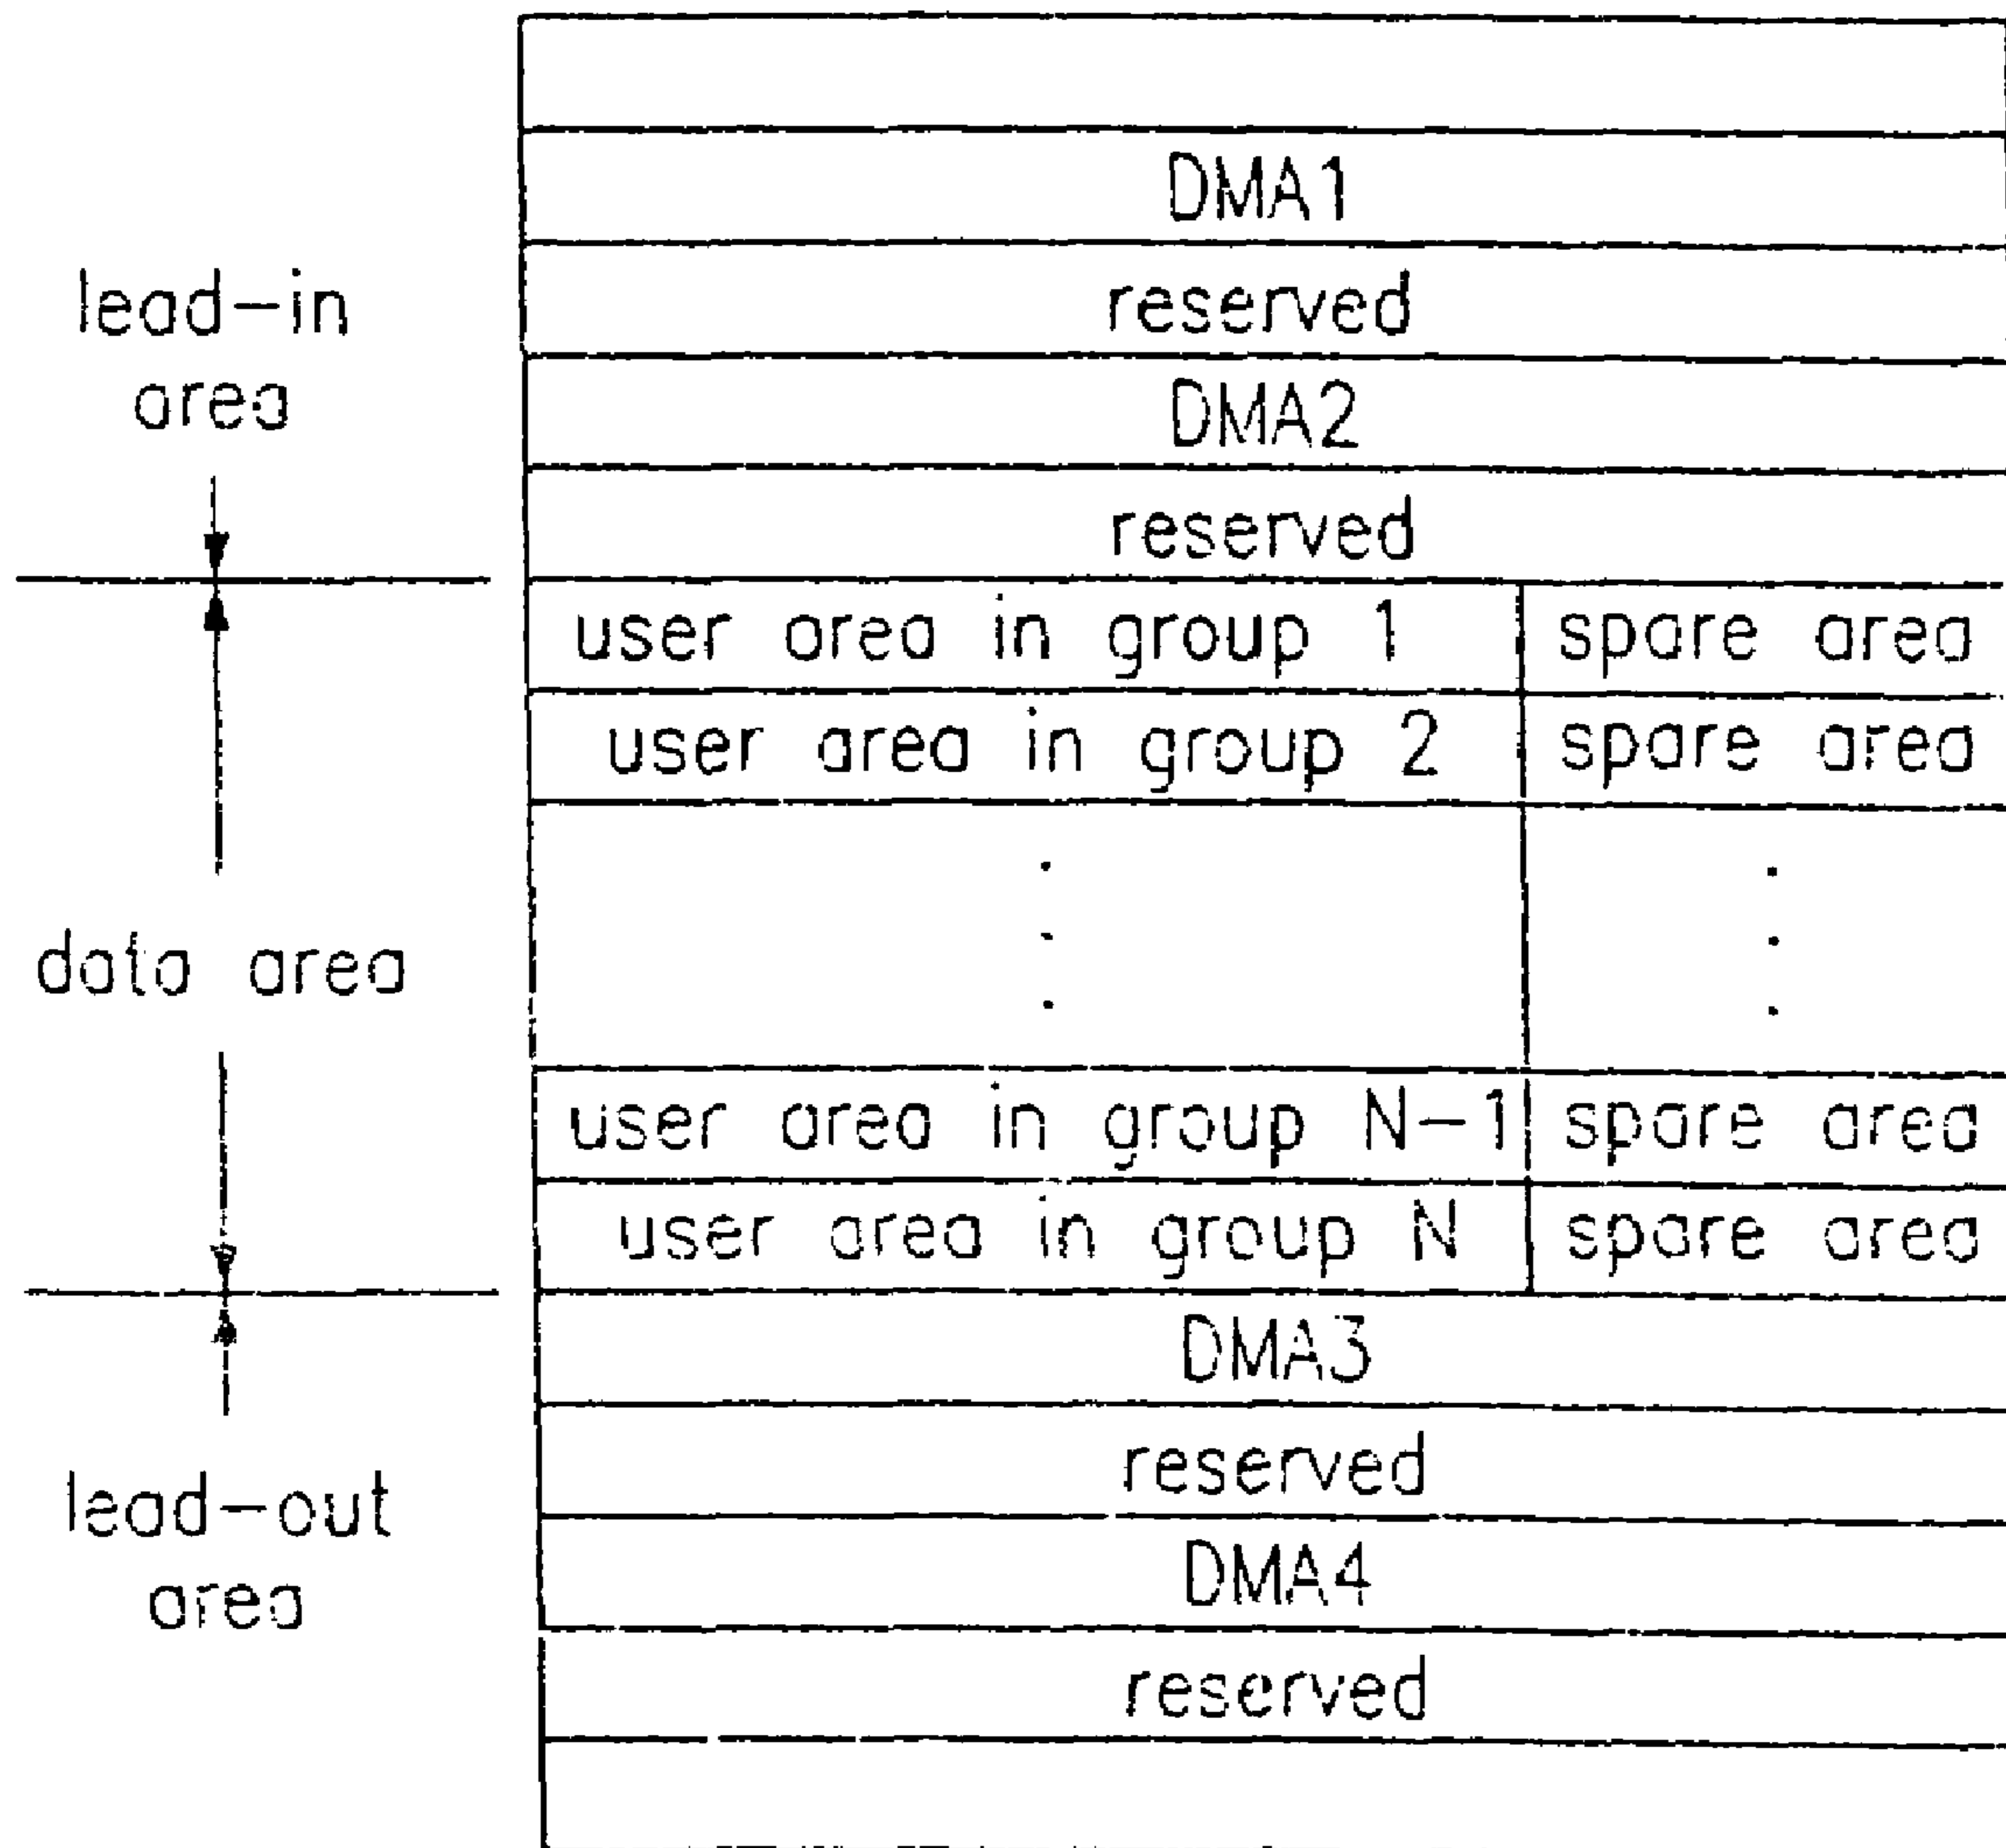 DMA1
reserved
DMA2
reserved
lead-in
area
user area in group 1 spare area
user area in group 2 spare area
data area
user area in group N-1 spare area
user area in group N spare area
DMA3
reserved
DMA4
reserved
lead-out
area